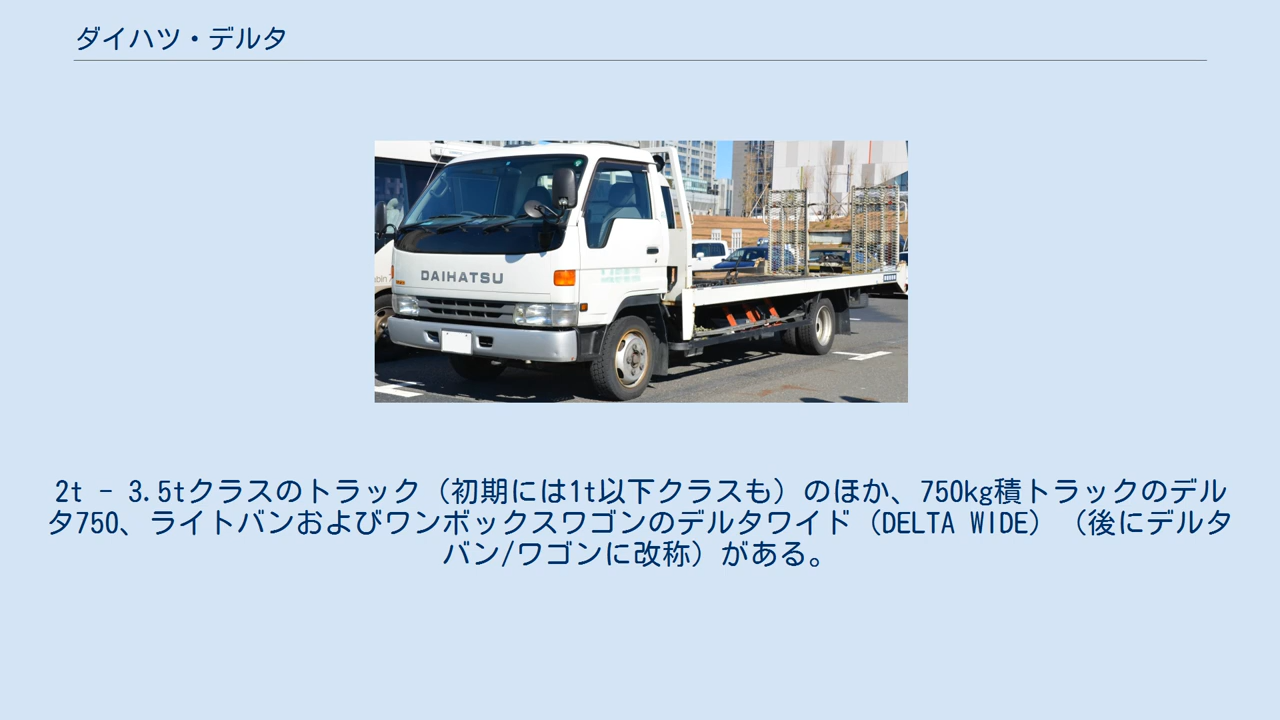 ダイハツ・デルタ
DAIHATSU
2t - 3.5tクラスのトラック（初期には1t以下クラスも）のほか、750kg積トラックのデル
タ750、ライトバンおよびワンボックスワゴンのデルタワイド（DELTA WIDE）（後にデルタ
バン/ワゴンに改称）がある。